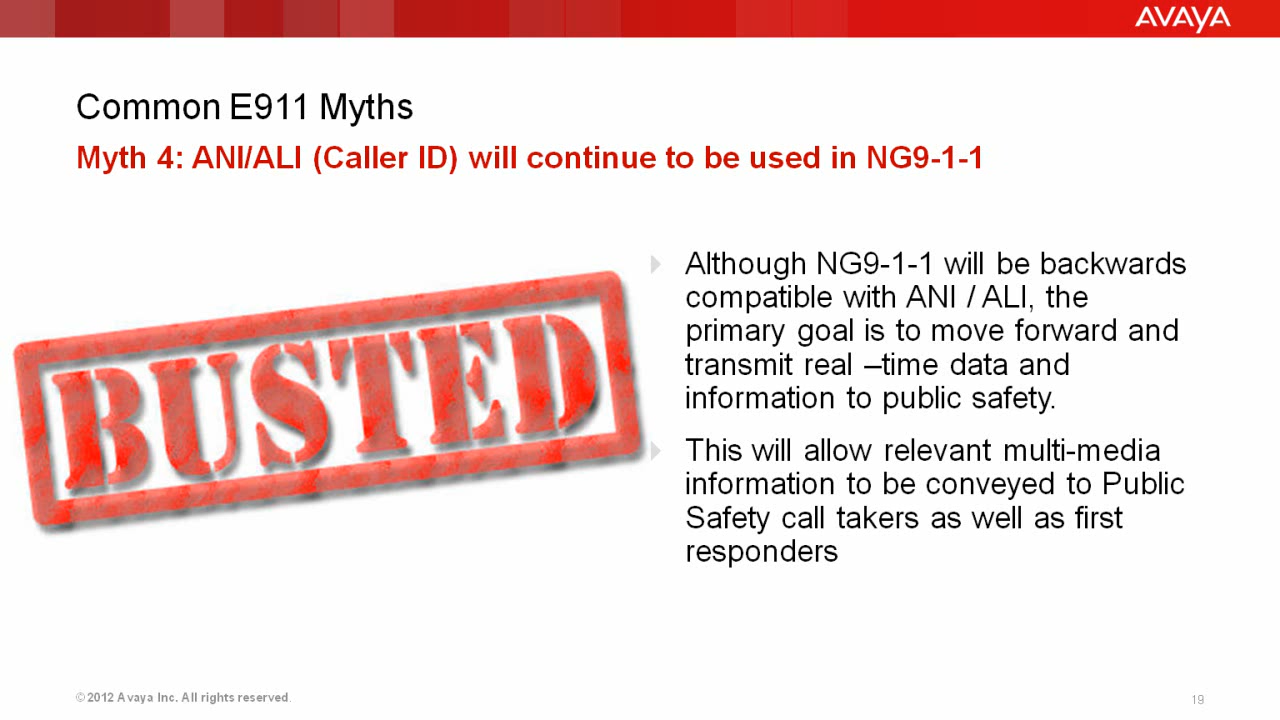 AVAYA
Common E911 Myths
Myth 4: ANI/ALI (Caller ID) will continue to be used in NG9-1-1
BUSTED
Although NG9-1-1 will be backwards
compatible with ANI / ALI, the
primary goal is to move forward and
transmit real –time data and
information to public safety.
This will allow relevant multi-media
information to be conveyed to Public
Safety call takers as well as first
responders
© 2012 Avaya Inc. All rights reserved.
19